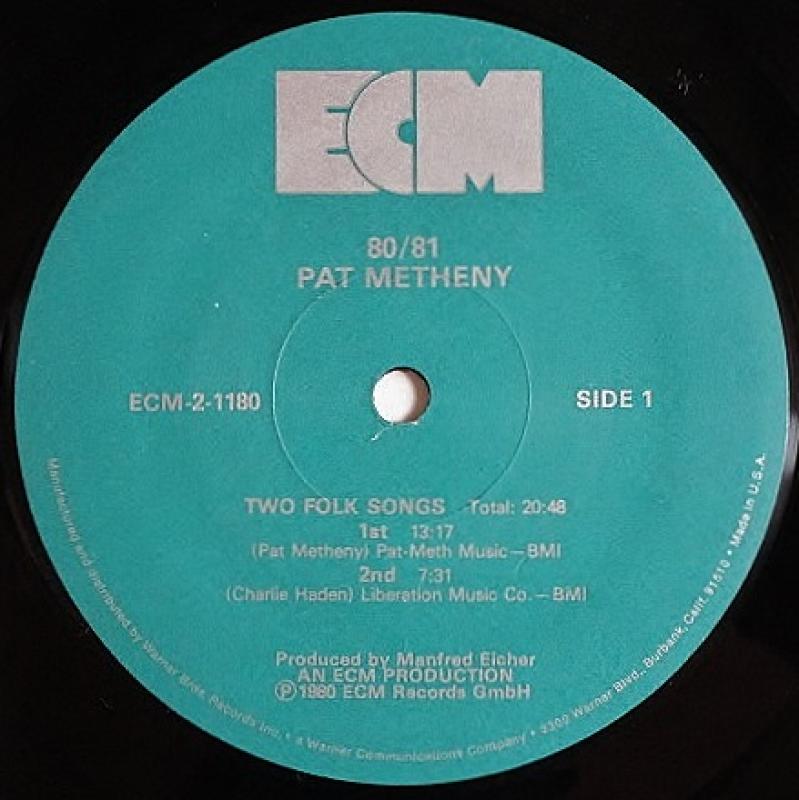 ECM
80/81
PAT METHENY
ECM-2-1180
SIDE 1
TWO FOLK SONGS Total: 20:48
1st 13:17
(Pat Metheny) Pat-Meth Music—BMI
2nd 7:31
(Charlie Haden) Liberation Music Co.—BMI
Produced by Manfred Eicher
AN ECM PRODUCTION
Ⓟ1980 ECM Records GmbH
Manufactured and distributed by Warner Bros. Records Inc. • a Warner Communications Company • 3300 Warner Blvd., Burbank, Calif. 91510 • Made in U.S.A.